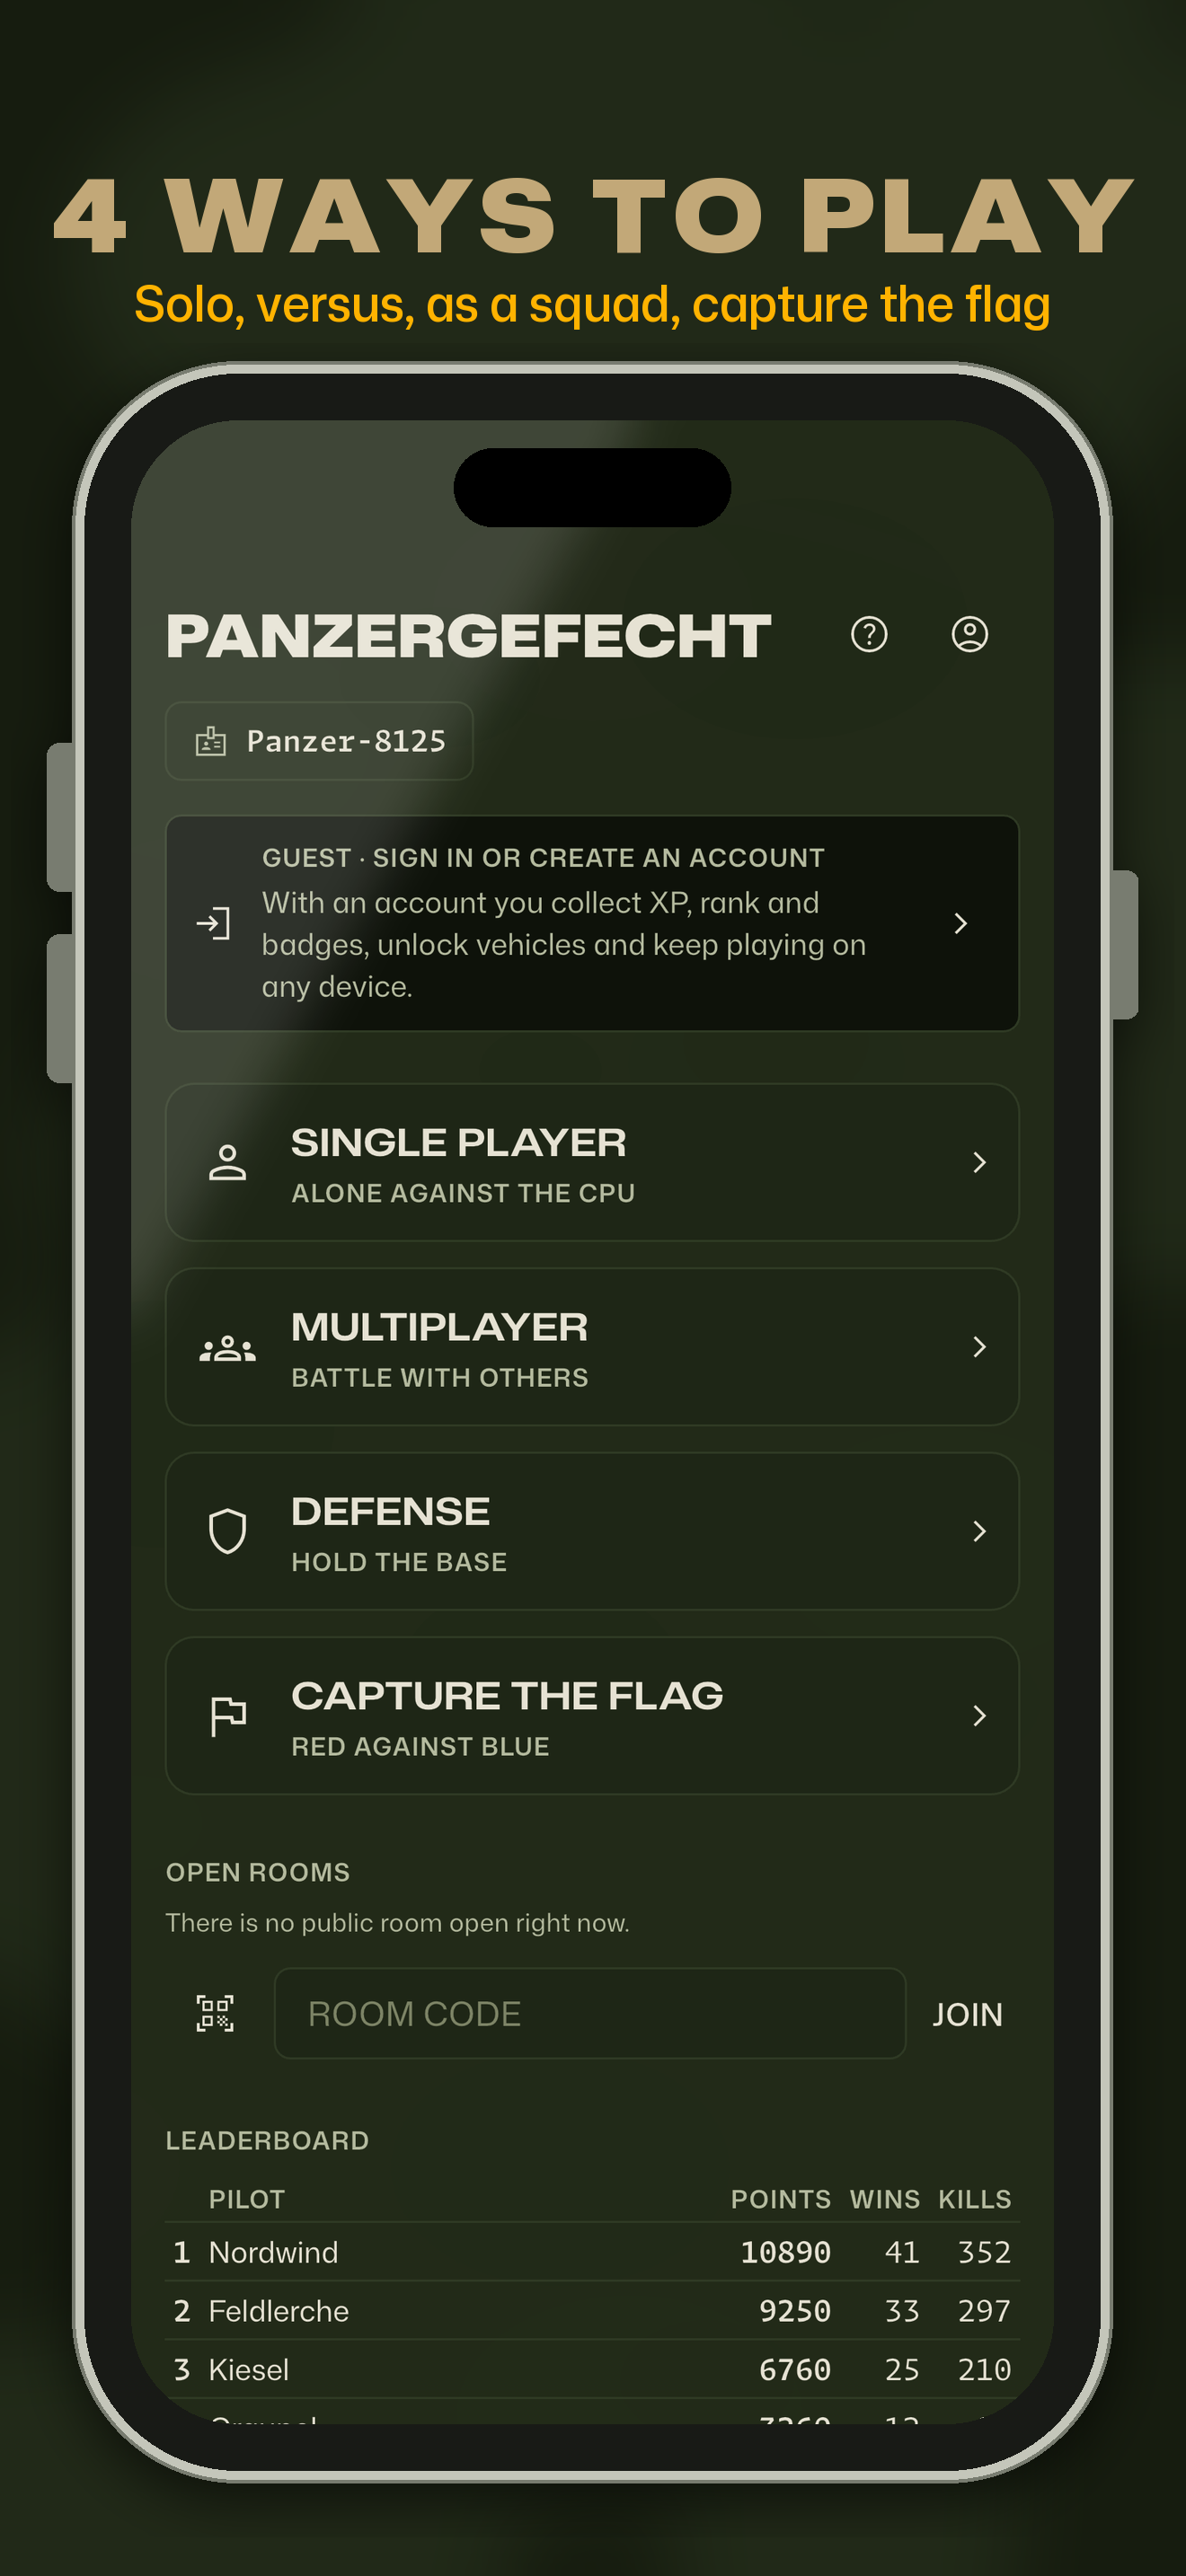 4 WAYS TO PLAY
Solo, versus, as a squad, capture the flag
PANZERGEFECHT
Panzer-8125
GUEST · SIGN IN OR CREATE AN ACCOUNT
With an account you collect XP, rank and
badges, unlock vehicles and keep playing on
any device.
SINGLE PLAYER
ALONE AGAINST THE CPU
MULTIPLAYER
BATTLE WITH OTHERS
DEFENSE
HOLD THE BASE
CAPTURE THE FLAG
RED AGAINST BLUE
OPEN ROOMS
There is no public room open right now.
ROOM CODE JOIN
LEADERBOARD
PILOT POINTS WINS KILLS
1 Nordwind 10890 41 352
2 Feldlerche 9250 33 297
3 Kiesel 6760 25 210